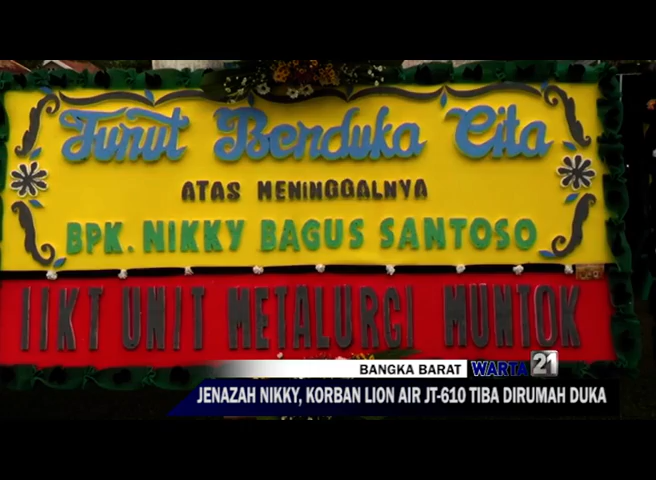 Turut Berduka Cita
ATAS MENINGGALNYA
BPK. NIKKY BAGUS SANTOSO
IIKT UNIT METALURGI MUNTOK
BANGKA BARAT WARTA 21
JENAZAH NIKKY, KORBAN LION AIR JT-610 TIBA DIRUMAH DUKA